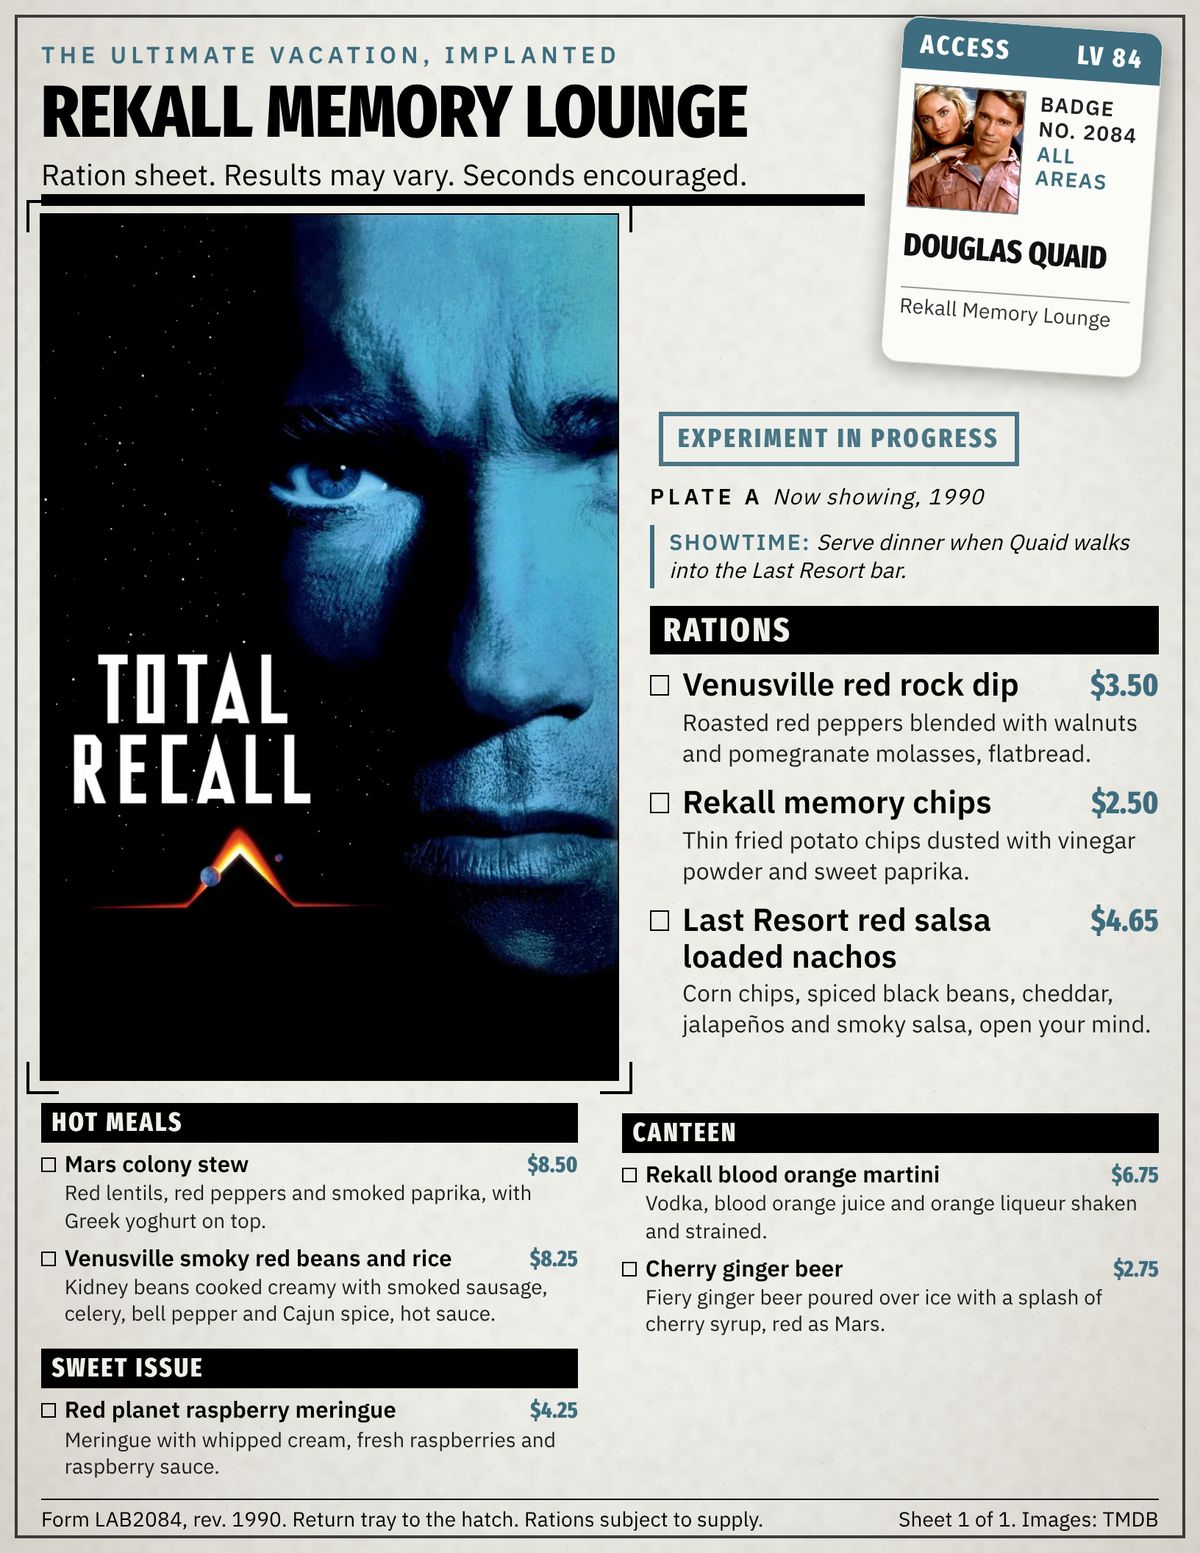 THE ULTIMATE VACATION, IMPLANTED
REKALL MEMORY LOUNGE
Ration sheet. Results may vary. Seconds encouraged.
ACCESS LV 84
BADGE
NO. 2084
ALL
AREAS
DOUGLAS QUAID
Rekall Memory Lounge
TOTAL
RECALL
EXPERIMENT IN PROGRESS
PLATE A Now showing, 1990
SHOWTIME: Serve dinner when Quaid walks
into the Last Resort bar.
RATIONS
Venusville red rock dip $3.50
Roasted red peppers blended with walnuts
and pomegranate molasses, flatbread.
Rekall memory chips $2.50
Thin fried potato chips dusted with vinegar
powder and sweet paprika.
Last Resort red salsa $4.65
loaded nachos
Corn chips, spiced black beans, cheddar,
jalapeños and smoky salsa, open your mind.
HOT MEALS
Mars colony stew $8.50
Red lentils, red peppers and smoked paprika, with
Greek yoghurt on top.
Venusville smoky red beans and rice $8.25
Kidney beans cooked creamy with smoked sausage,
celery, bell pepper and Cajun spice, hot sauce.
SWEET ISSUE
Red planet raspberry meringue $4.25
Meringue with whipped cream, fresh raspberries and
raspberry sauce.
CANTEEN
Rekall blood orange martini $6.75
Vodka, blood orange juice and orange liqueur shaken
and strained.
Cherry ginger beer $2.75
Fiery ginger beer poured over ice with a splash of
cherry syrup, red as Mars.
Form LAB2084, rev. 1990. Return tray to the hatch. Rations subject to supply.
Sheet 1 of 1. Images: TMDB